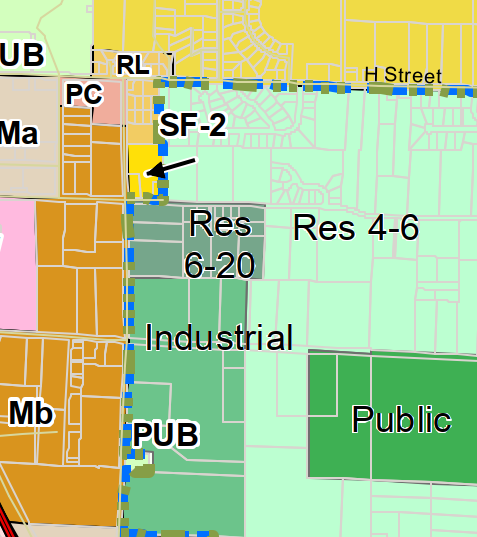 UB
RL
H Street
PC
Ma
SF-2
Res
6-20
Res 4-6
Industrial
Mb
PUB
Public